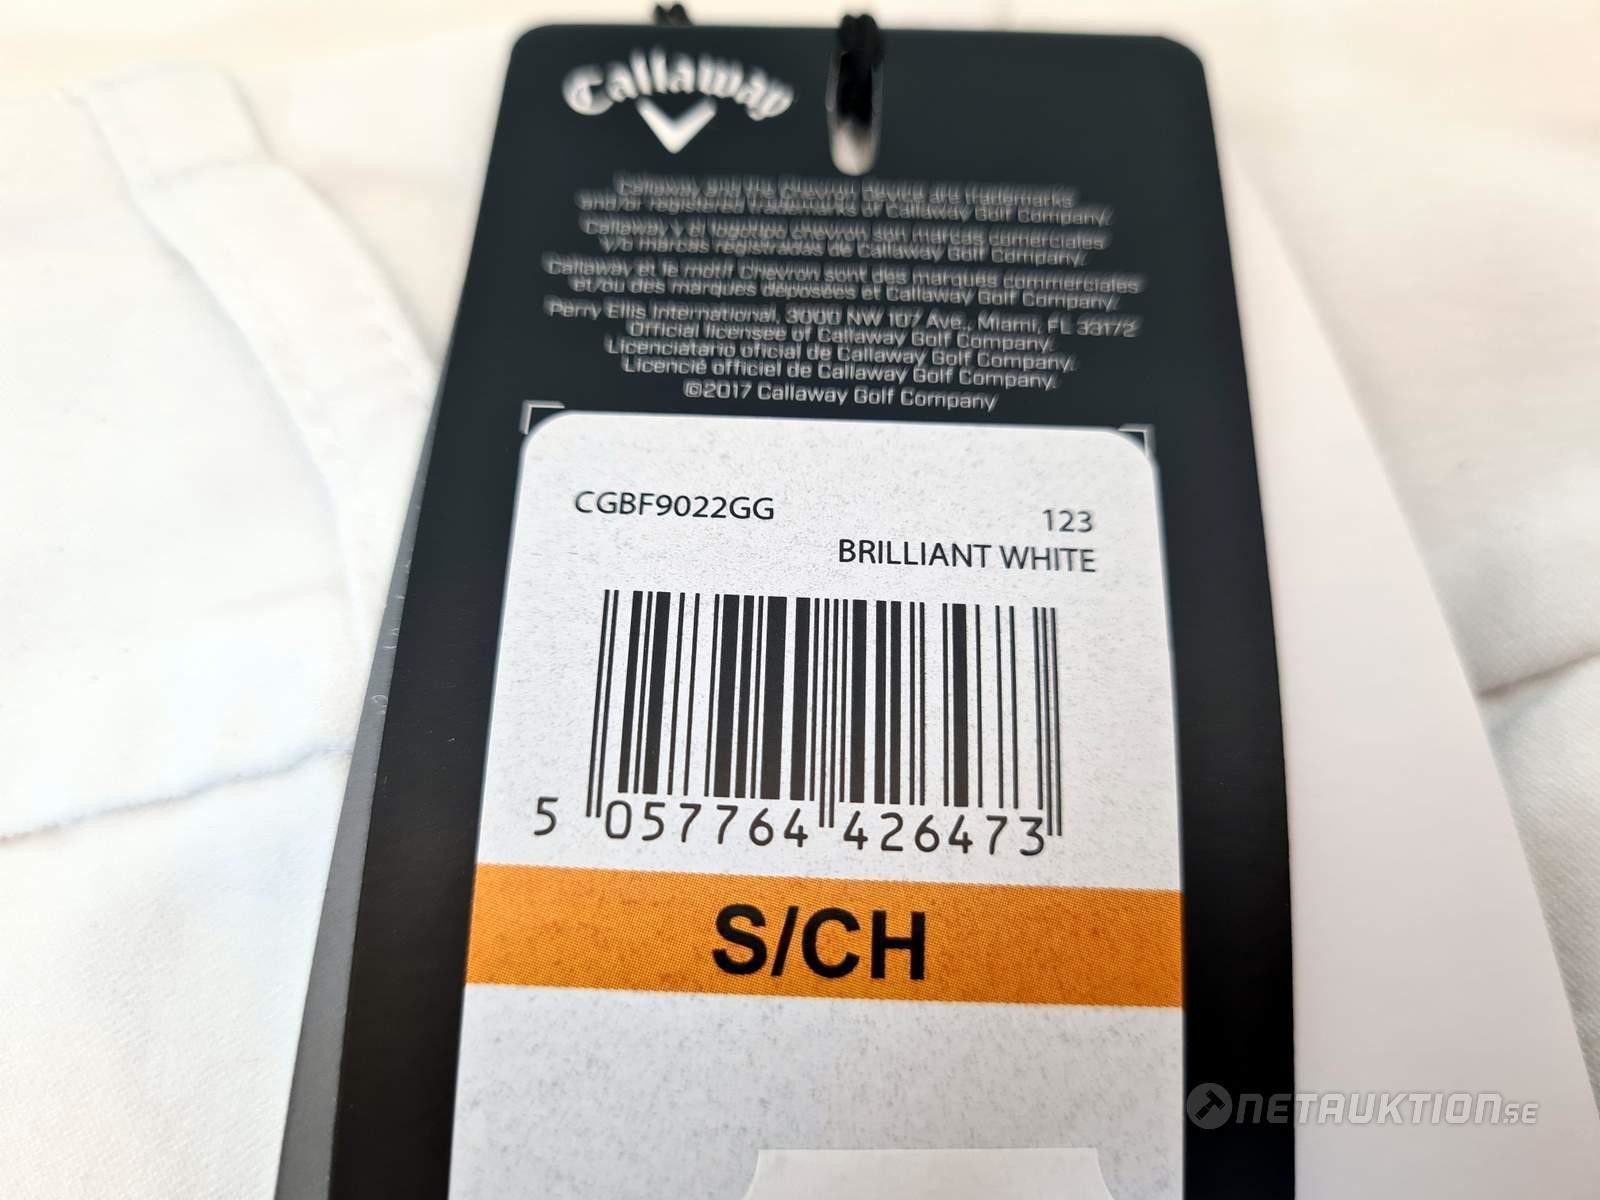 Callaway
Callaway and the Chevron device are trademarks
and/or registered trademarks of Callaway Golf Company.
Callaway y el logotipo chevron son marcas comerciales
y/o marcas registradas de Callaway Golf Company.
Callaway et le motif Chevron sont des marques commerciales
et/ou des marques déposées et Callaway Golf Company.
Perry Ellis International, 3000 NW 107 Ave., Miami, FL 33172
Official licensee of Callaway Golf Company.
Licenciatario oficial de Callaway Golf Company.
Licencié officiel de Callaway Golf Company.
©2017 Callaway Golf Company
CGBF9022GG
123
BRILLIANT WHITE
5 057764 426473
S/CH
NETAUKTION.SE